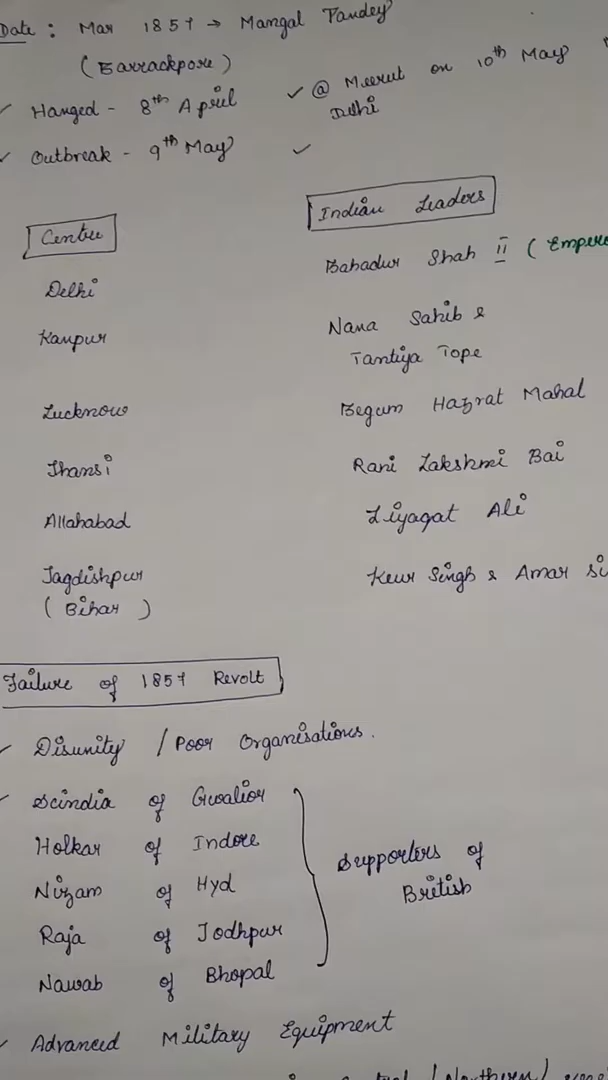 Date : Mar 1857 → Mangal Pandey
(Barrackpore)
✓ Hanged - 8th April
✓ @ Meerut on 10th May
Delhi
✓ Outbreak - 9th May ✓
Centre Indian Leaders
Delhi Bahadur Shah II (Empero
Kanpur Nana Sahib &
Tantiya Tope
Lucknow Begum Hazrat Mahal
Jhansi Rani Lakshmi Bai
Allahabad Liyaqat Ali
Jagdishpur Keur Singh & Amar Si
(Bihar)
Failure of 1857 Revolt
✓ Disunity / Poor Organisations.
✓ Scindia of Gwalior
Holkar of Indore
Nizam of Hyd
Raja of Jodhpur
Nawab of Bhopal
Supporters of
British
✓ Advanced Military Equipment